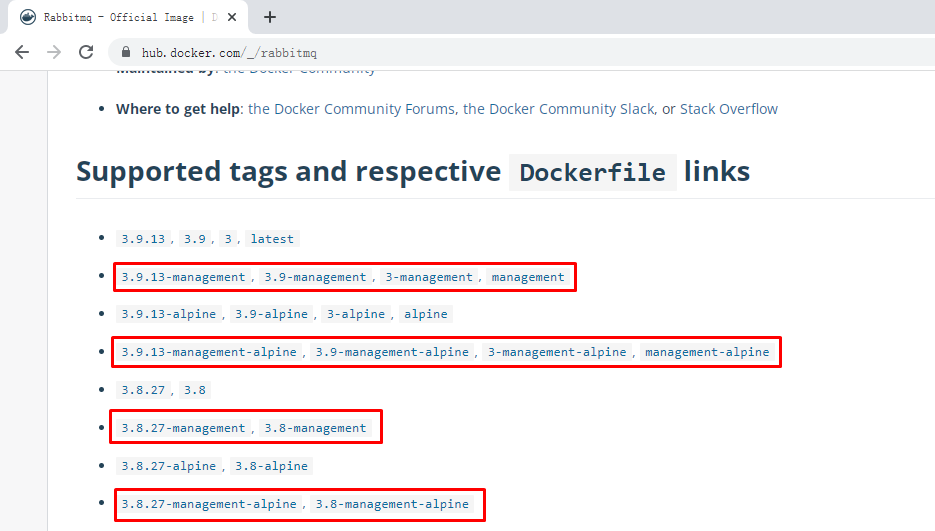 Rabbitmq - Official Image | D
hub.docker.com/_/rabbitmq
Maintained by: the Docker Community
Where to get help: the Docker Community Forums, the Docker Community Slack, or Stack Overflow
Supported tags and respective Dockerfile links
3.9.13, 3.9, 3, latest
3.9.13-management, 3.9-management, 3-management, management
3.9.13-alpine, 3.9-alpine, 3-alpine, alpine
3.9.13-management-alpine, 3.9-management-alpine, 3-management-alpine, management-alpine
3.8.27, 3.8
3.8.27-management, 3.8-management
3.8.27-alpine, 3.8-alpine
3.8.27-management-alpine, 3.8-management-alpine